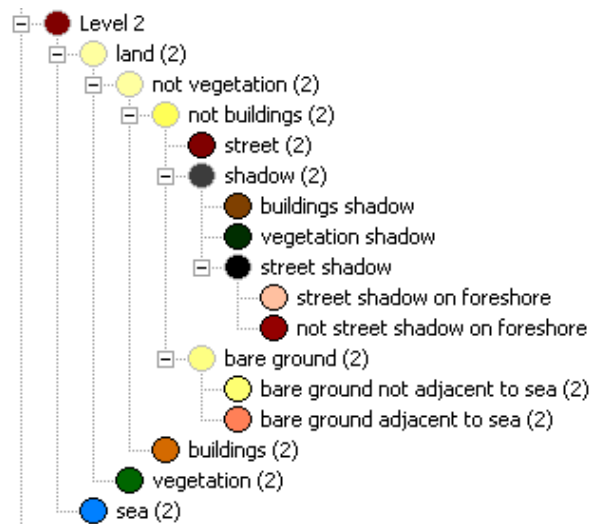 Level 2
land (2)
not vegetation (2)
not buildings (2)
street (2)
shadow (2)
buildings shadow
vegetation shadow
street shadow
street shadow on foreshore
not street shadow on foreshore
bare ground (2)
bare ground not adjacent to sea (2)
bare ground adjacent to sea (2)
buildings (2)
vegetation (2)
sea (2)